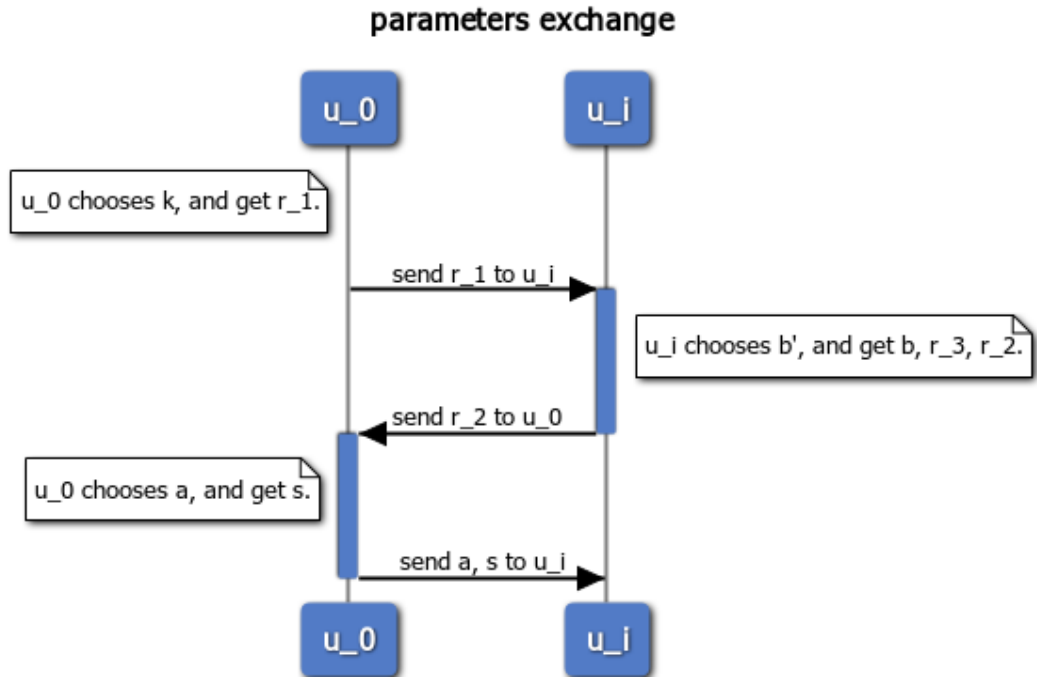 parameters exchange
u_0
u_i
u_0 chooses k, and get r_1.
send r_1 to u_i
u_i chooses b', and get b, r_3, r_2.
send r_2 to u_0
u_0 chooses a, and get s.
send a, s to u_i
u_0
u_i